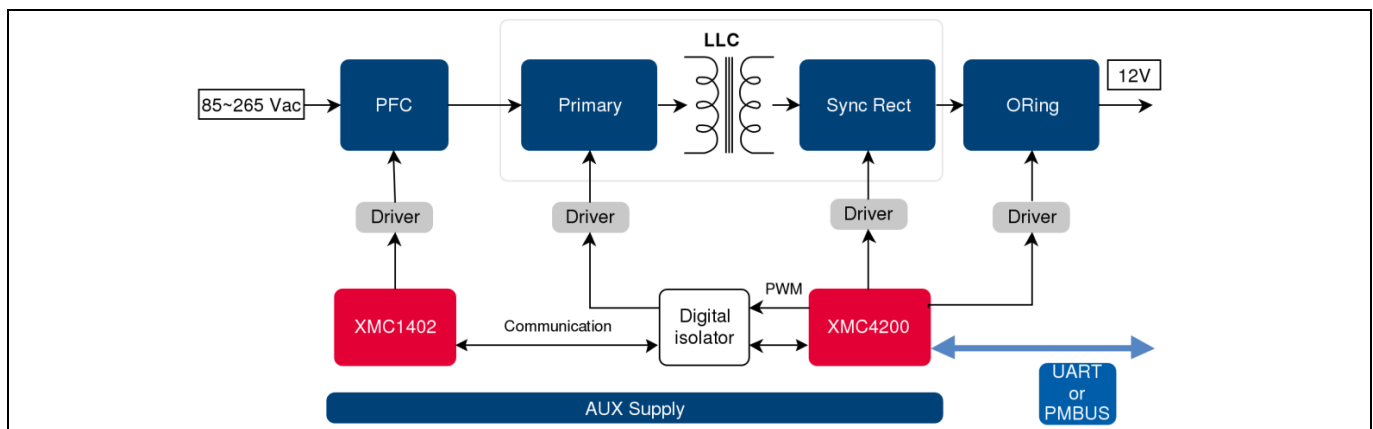 LLC
12V
85~265 Vac
PFC
Primary
Sync Rect
ORing
Driver
Driver
Driver
Driver
PWM
XMC1402
Communication
Digital
isolator
XMC4200
UART
or
PMBUS
AUX Supply